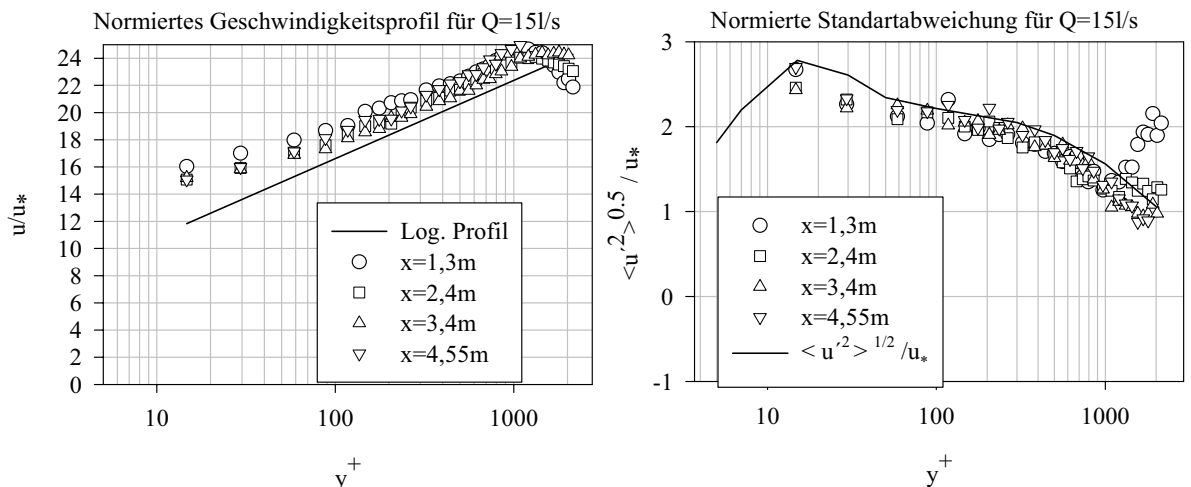 Normiertes Geschwindigkeitsprofil für Q=15l/s
24
22
20
18
16
14
12
10
8
6
4
2
0
u/u*
Log. Profil
x=1,3m
x=2,4m
x=3,4m
x=4,55m
10
100
1000
y+
Normierte Standartabweichung für Q=15l/s
3
2
1
0
-1
<u´2>0.5 / u*
x=1,3m
x=2,4m
x=3,4m
x=4,55m
< u´2 > 1/2 /u*
10
100
1000
y+